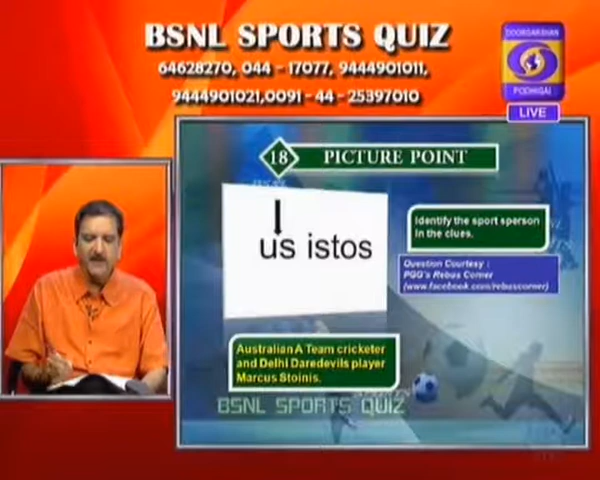 BSNL SPORTS QUIZ
64628270, 044 - 17077, 9444901011,
9444901021,0091 - 44 - 25397010
DOORDARSHAN
PODHIGAI
LIVE
18 PICTURE POINT
us istos
Identify the sport sperson
in the clues.
Question Courtesy :
PGG's Rebus Corner
(www.facebook.com/rebuscorner)
Australian A Team cricketer
and Delhi Daredevils player
Marcus Stoinis.
BSNL SPORTS QUIZ